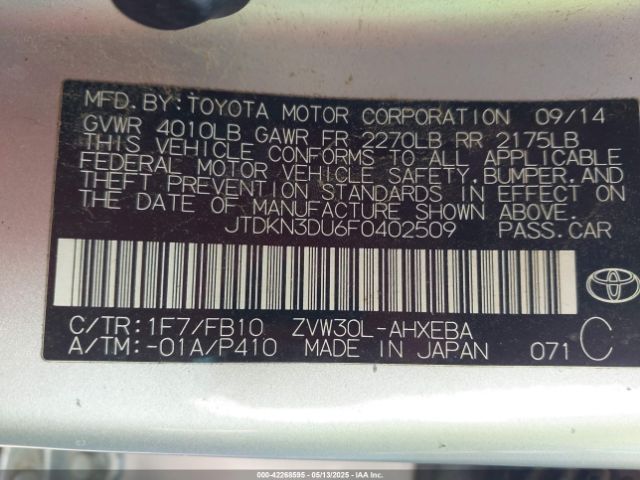 MFD. BY: TOYOTA MOTOR CORPORATION 09/14
GVWR 4010LB GAWR FR 2270LB RR 2175LB
THIS VEHICLE CONFORMS TO ALL APPLICABLE
FEDERAL MOTOR VEHICLE SAFETY, BUMPER, AND
THEFT PREVENTION STANDARDS IN EFFECT ON
THE DATE OF MANUFACTURE SHOWN ABOVE.
JTDKN3DU6F0402509 PASS.CAR
C/TR: 1F7/FB10 ZVW30L-AHXEBA
A/TM: -01A/P410 MADE IN JAPAN 071 C
TOYOTA
000-42268595 - 05/13/2025 - IAA Inc.